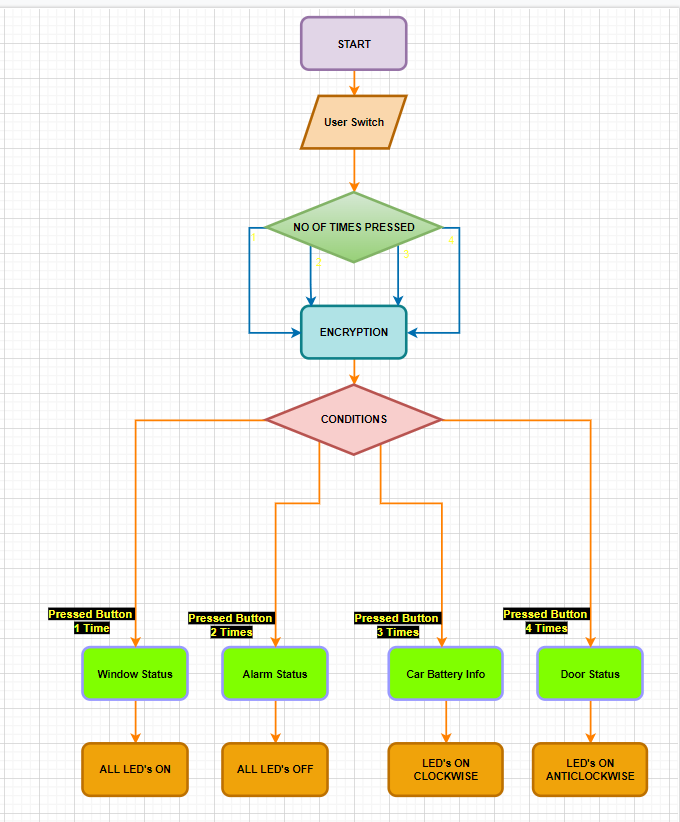 START
User Switch
NO OF TIMES PRESSED
1
4
2
3
ENCRYPTION
CONDITIONS
Pressed Button
1 Time
Pressed Button
2 Times
Pressed Button
3 Times
Pressed Button
4 Times
Window Status
Alarm Status
Car Battery Info
Door Status
ALL LED's ON
ALL LED's OFF
LED's ON
CLOCKWISE
LED's ON
ANTICLOCKWISE